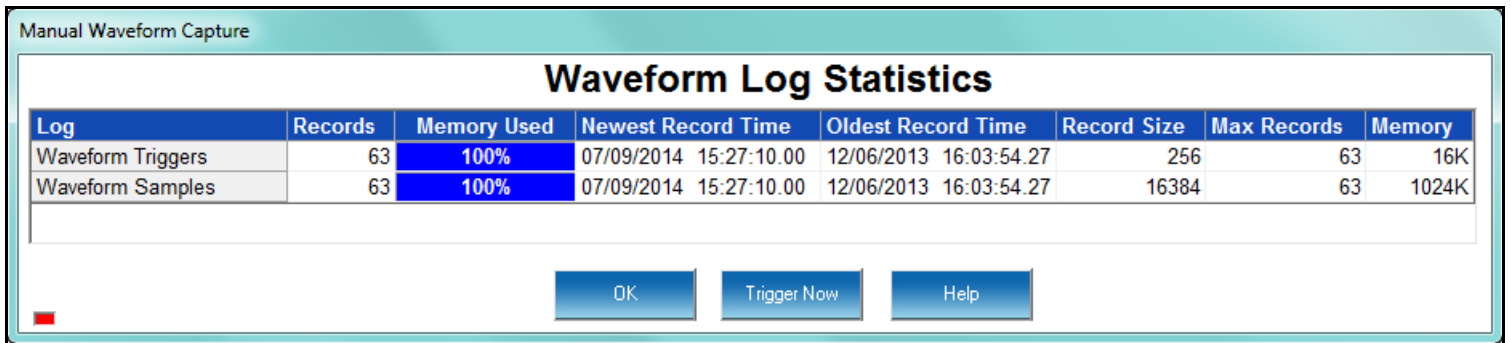 Manual Waveform Capture
Waveform Log Statistics
Log Records Memory Used Newest Record Time Oldest Record Time Record Size Max Records Memory
Waveform Triggers 63 100% 07/09/2014 15:27:10.00 12/06/2013 16:03:54.27 256 63 16K
Waveform Samples 63 100% 07/09/2014 15:27:10.00 12/06/2013 16:03:54.27 16384 63 1024K
OK Trigger Now Help